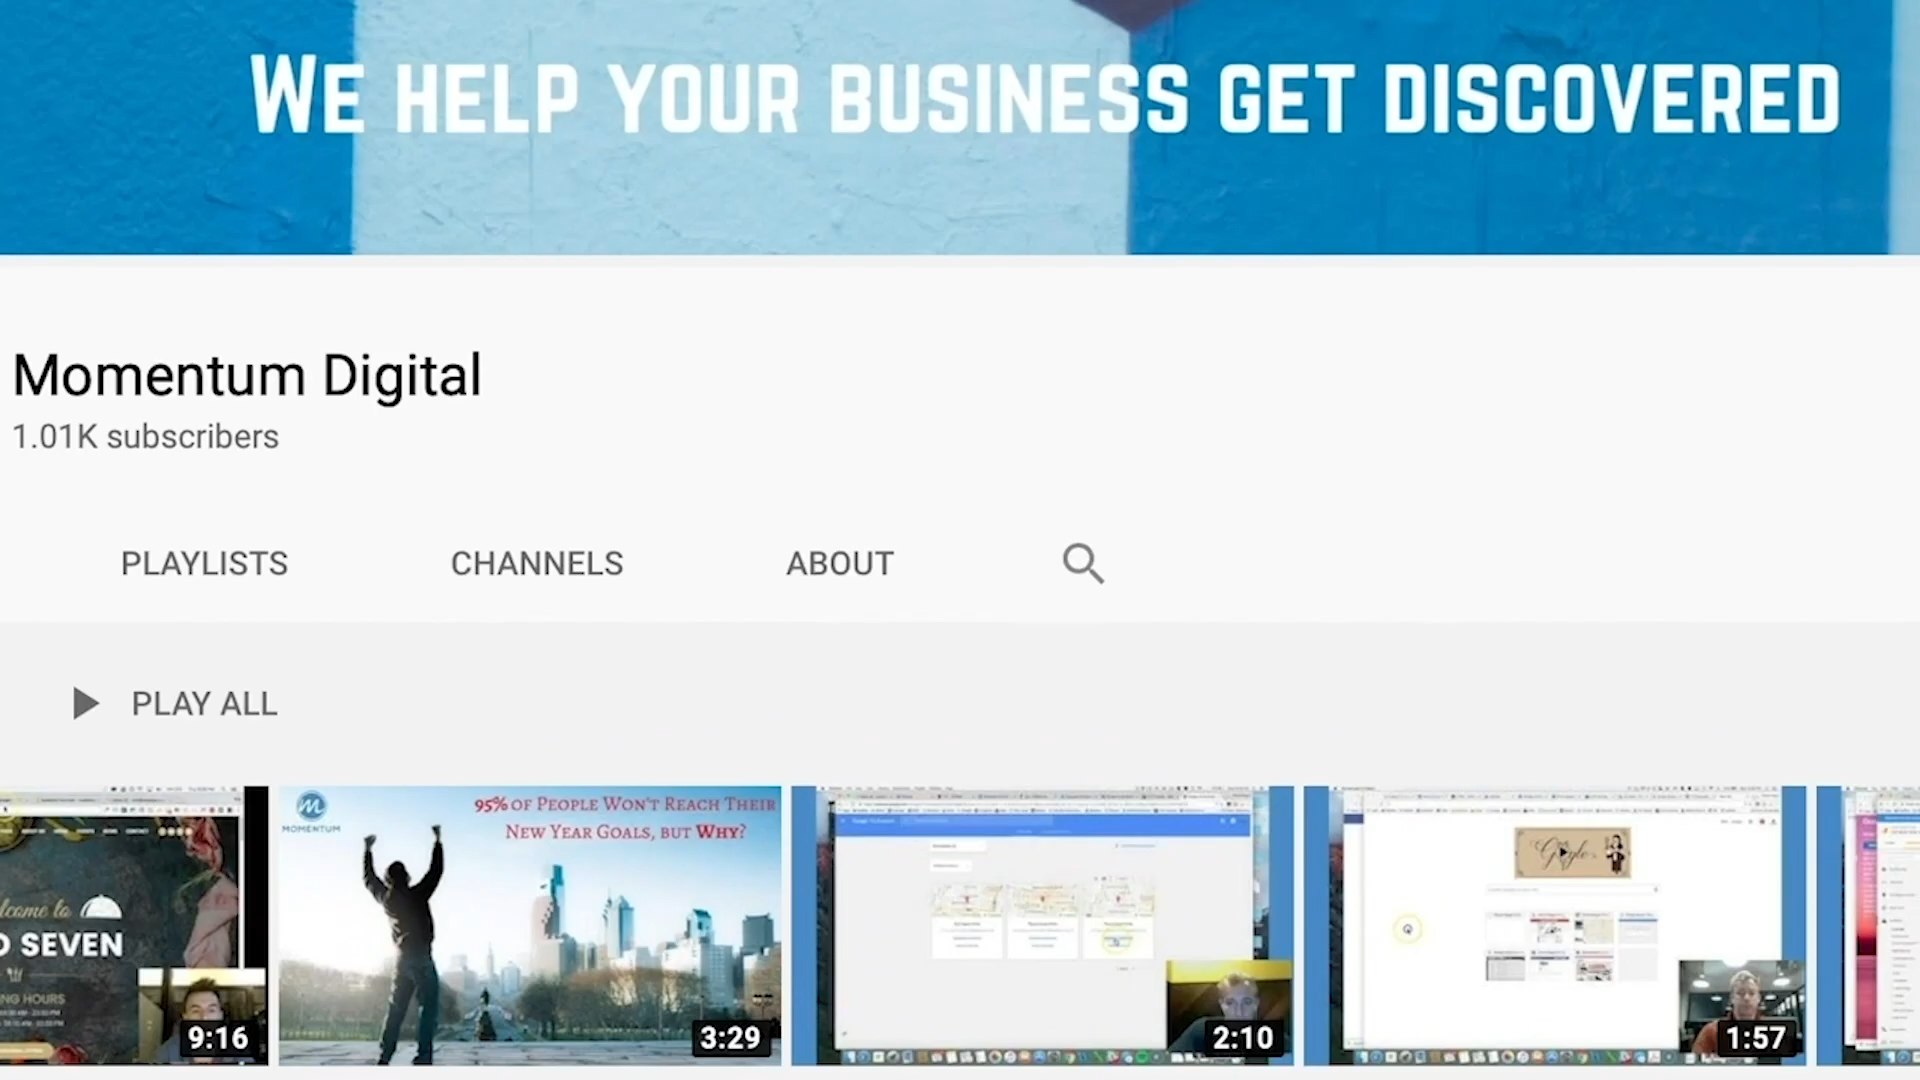 We help your business get discovered
Momentum Digital
1.01K subscribers
PLAYLISTS
CHANNELS
ABOUT
PLAY ALL
SEVEN
9:16
MOMENTUM
95% of People Won't Reach Their
New Year Goals, but Why?
3:29
2:10
1:57